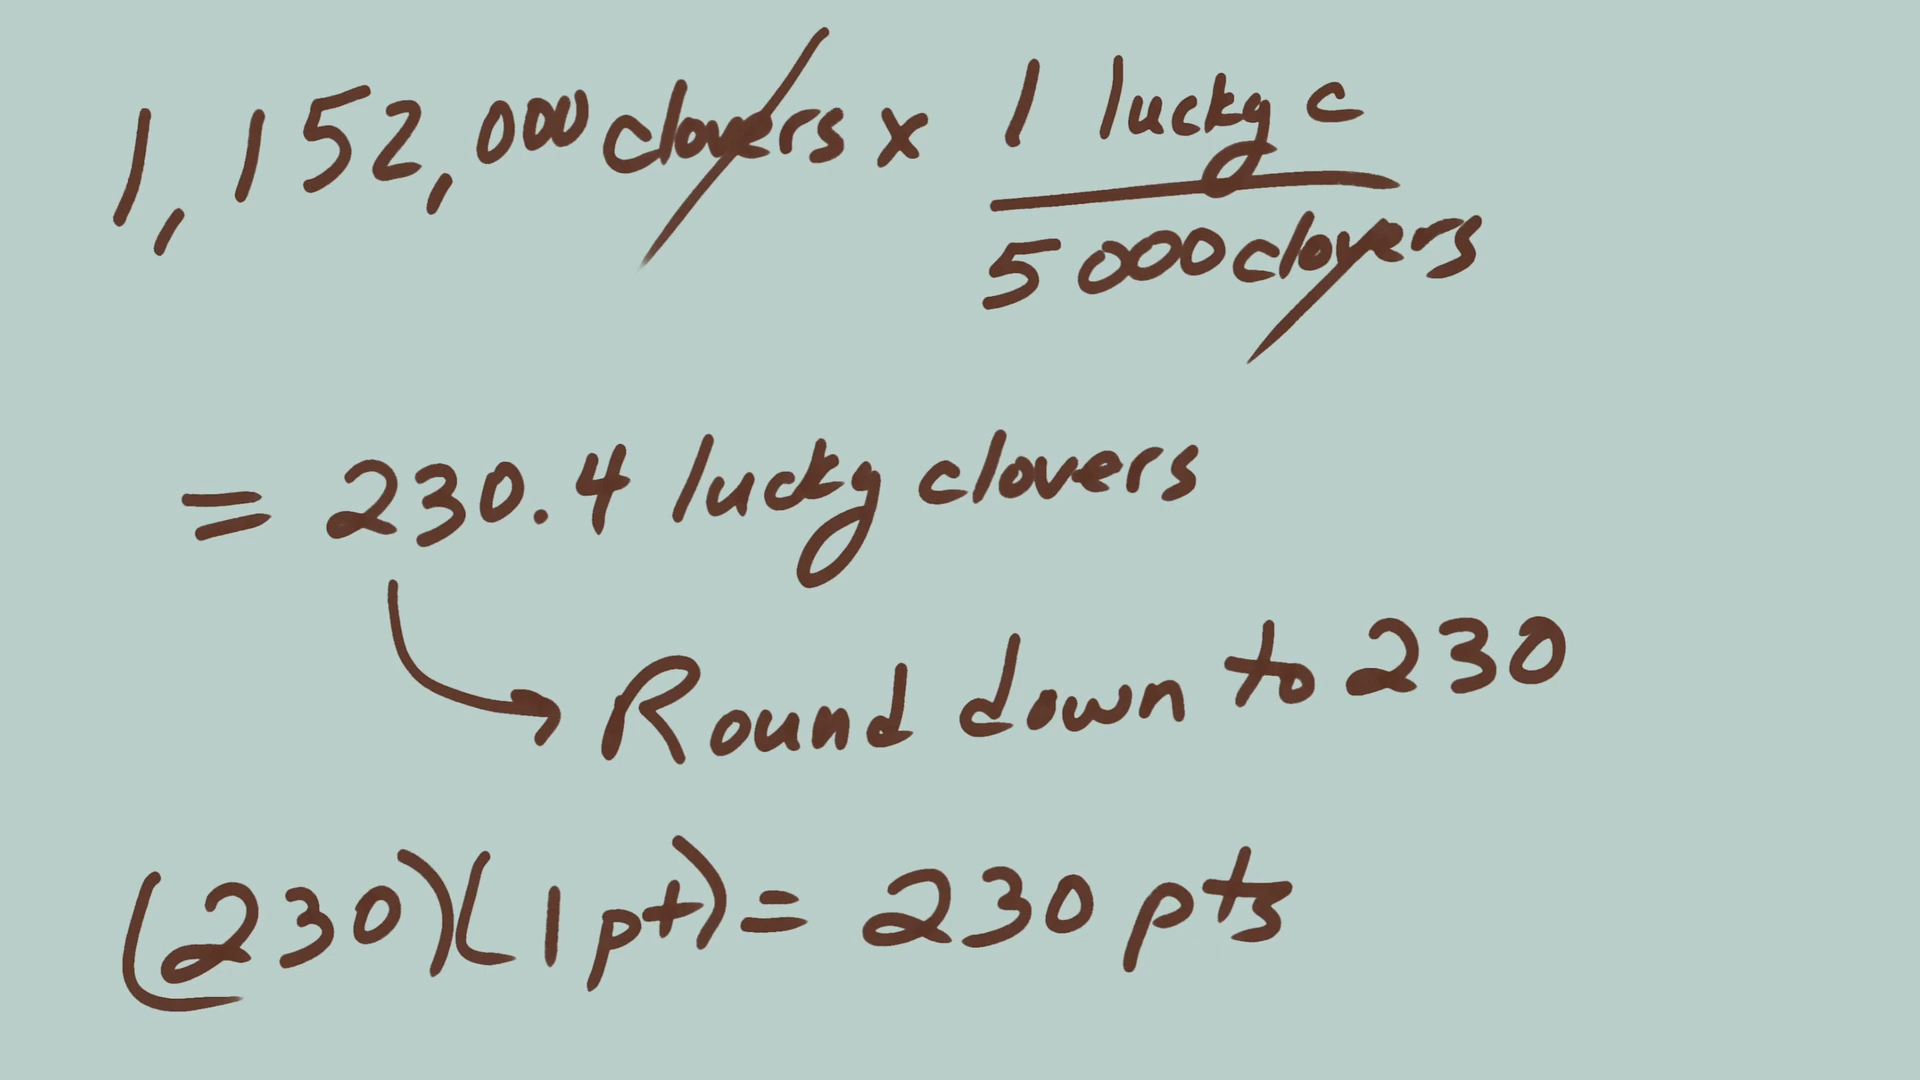 1,152,000 clovers x 1 lucky c
5000 clovers
= 230.4 lucky clovers
Round down to 230
(230)(1pt) = 230 pts